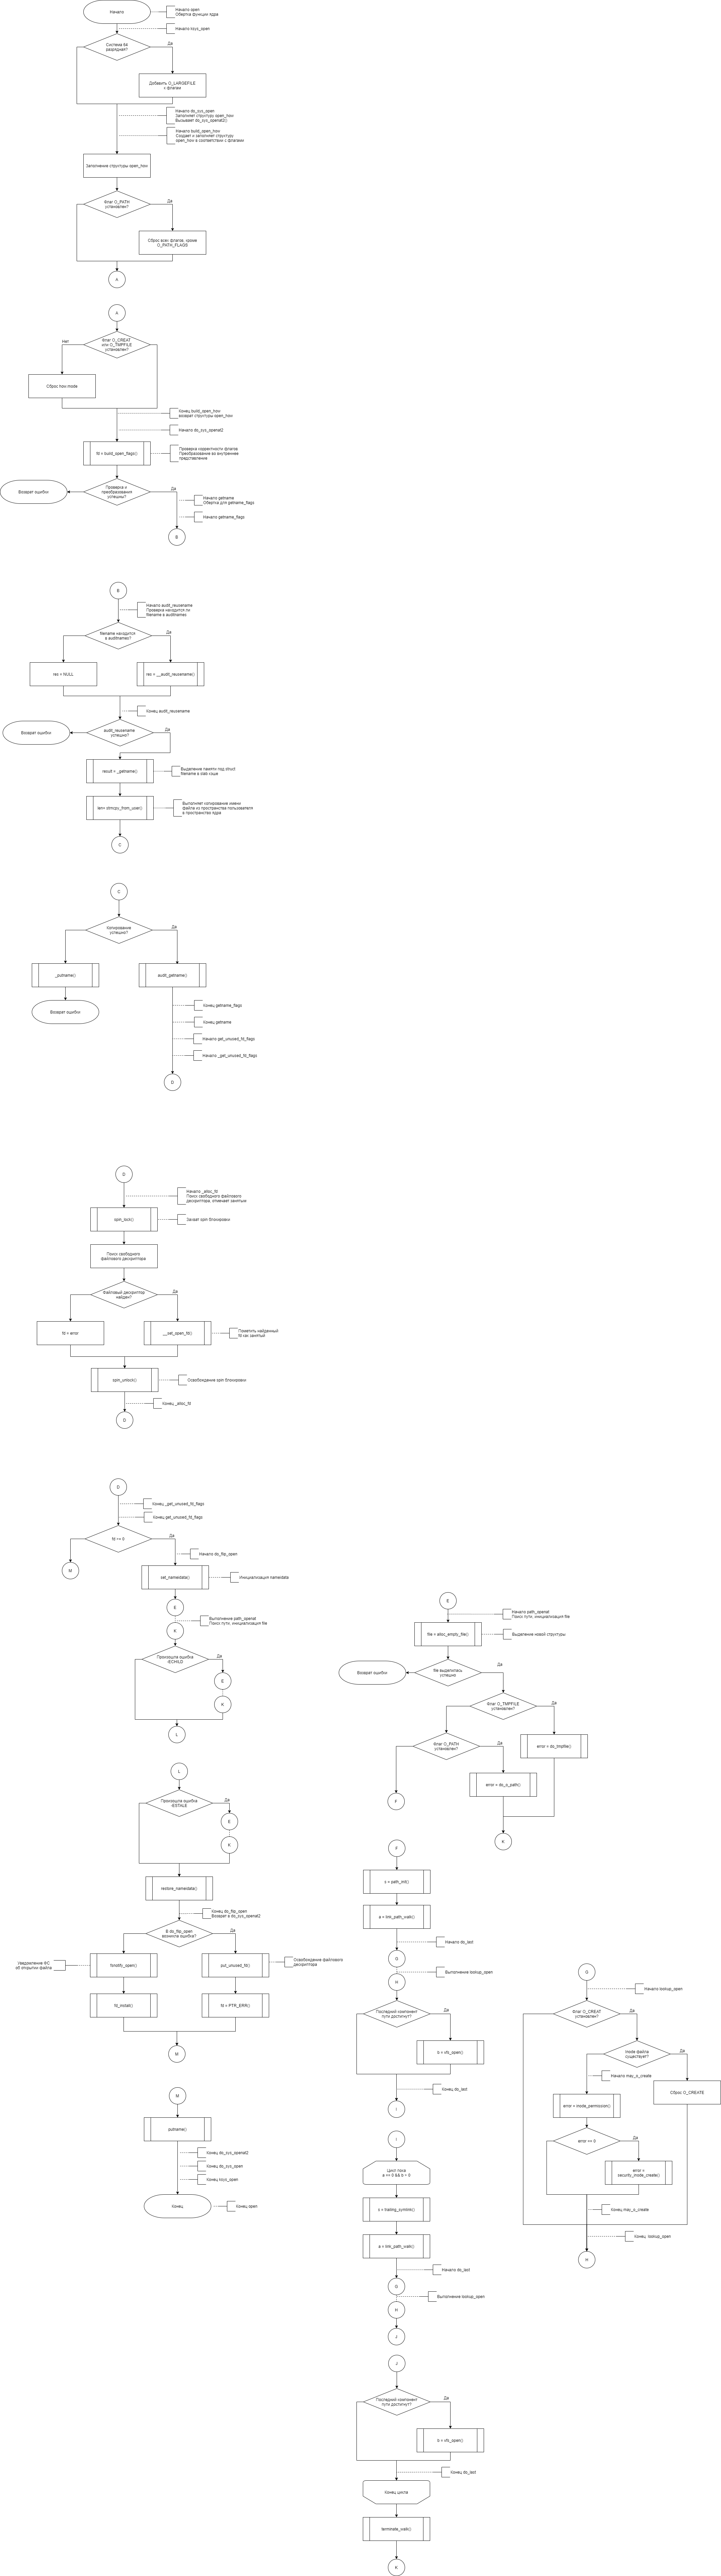 Начало
Начало open
Обертка функции ядра
Начало ksys_open
Система 64
разрядная?
Да
Добавить O_LARGEFILE
к флагам
Начало do_sys_open
Заполняет структуру open_how
Вызывает do_sys_openat2()
Начало build_open_how
Создает и заполняет структуру
open_how в соответствии с флагами
Заполнение структуры open_how
Флаг O_PATH
установлен?
Да
Сброс всех флагов, кроме
O_PATH_FLAGS
A
A
Флаг O_CREAT
или O_TMPFILE
установлен?
Нет
Сброс how.mode
Конец build_open_how
возврат структуры open_how
Начало do_sys_openat2
fd = build_open_flags()
Проверка корректности флагов
Преобразование во внутреннее
представление
Проверка и
преобразования
успешны?
Возврат ошибки
Да
Начало getname
Обертка для getname_flags
Начало getname_flags
B
B
Начало audit_reusename
Проверка находится ли
filename в auditnames
filename находится
в auditnames?
Да
res = NULL
res = __audit_reusename()
Конец audit_reusename
audit_reusename
успешно?
Возврат ошибки
Да
result = _getname()
Выделение памяти под struct
filename в slab кэше
len= strncpy_from_user()
Выполняет копирование имени
файла из пространства пользователя
в пространство ядра
C
C
Копирование
успешно?
Да
_putname()
audit_getname()
Возврат ошибки
Конец getname_flags
Конец getname
Начало get_unused_fd_flags
Начало _get_unused_fd_flags
D
D
Начало _alloc_fd
Поиск свободного файлового
дескриптора, отмечает занятым
spin_lock()
Захват spin блокировки
Поиск свободного
файлового дескриптора
Файловый дескриптор
найден?
Да
fd = error
__set_open_fd()
Пометить найденный
fd как занятый
spin_unlock()
Освобождение spin блокировки
Конец _alloc_fd
D
D
Конец _get_unused_fd_flags
Конец get_unused_fd_flags
fd >= 0
Да
M
Начало do_filp_open
set_nameidata()
Инициализация nameidata
E
Выполнение path_openat
Поиск пути, инициализация file
K
Произошла ошибка
-ECHILD
Да
E
K
L
E
Начало path_openat
Поиск пути, инициализация file
file = alloc_empty_file()
Выделение новой структуры
file выделилась
успешно
Возврат ошибки
Да
Флаг O_TMPFILE
установлен?
Да
Флаг O_PATH
установлен?
Да
error = do_tmpfile()
error = do_o_path()
F
K
L
Произошла ошибка
-ESTALE
Да
E
K
restore_nameidata()
Конец do_filp_open
Возврат в do_sys_openat2
В do_filp_open
возникла ошибка?
Да
Уведомление ФС
об открытии файла
fsnotify_open()
put_unused_fd()
Освобождение файлового
дескриптора
fd_install()
fd = PTR_ERR()
M
M
putname()
Конец do_sys_openat2
Конец do_sys_open
Конец ksys_open
Конец
Конец open
F
s = path_init()
a = link_path_walk()
Начало do_last
G
Выполнение lookup_open
H
Последний компонент
пути достигнут?
Да
b = vfs_open()
Конец do_last
I
G
Начало lookup_open
Флаг O_CREAT
установлен?
Да
Inode файла
существует?
Да
Начало may_o_create
Сброс O_CREATE
error = inode_permission()
error == 0
Да
error =
security_inode_create()
Конец may_o_create
Конец lookup_open
H
I
Цикл пока
a == 0 && b > 0
s = trailing_symlink()
a = link_path_walk()
Начало do_last
G
Выполнение lookup_open
H
J
J
Последний компонент
пути достигнут?
Да
b = vfs_open()
Конец do_last
Конец цикла
terminate_walk()
K